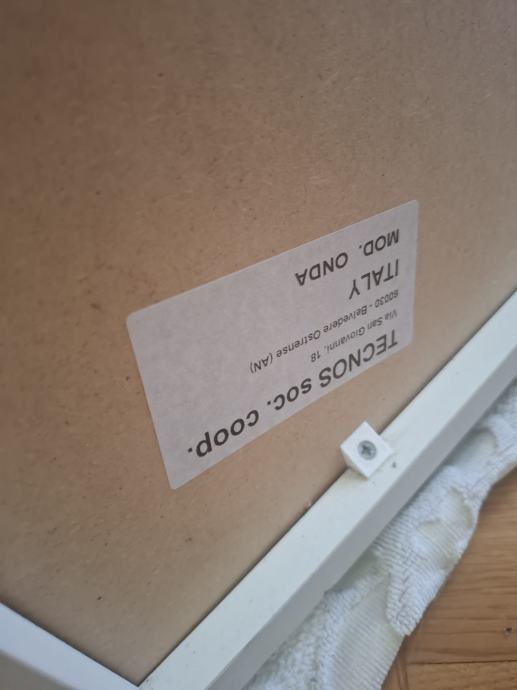 TECNOS soc. coop.
Via San Giovanni, 18
60030 - Belvedere Ostrense (AN)
ITALY
MOD. ONDA